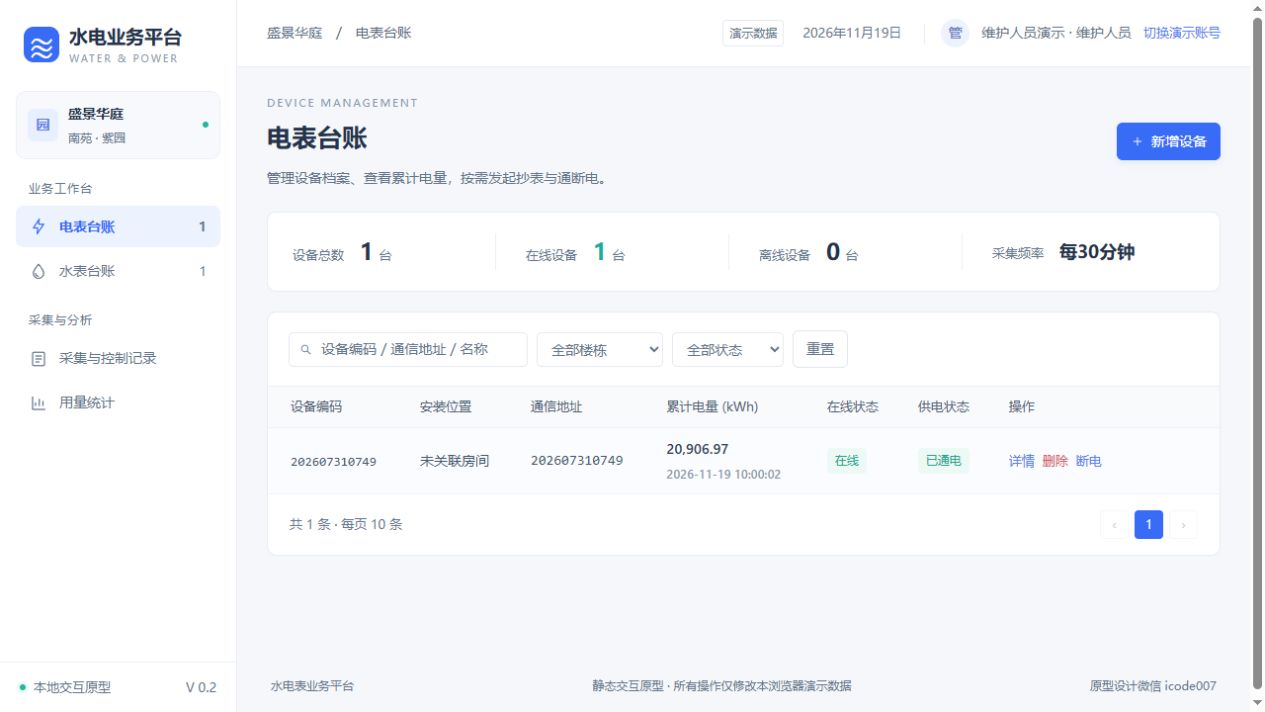 水电业务平台
WATER & POWER
园
盛景华庭
南苑 · 紫园
业务工作台
电表台账 1
水表台账 1
采集与分析
采集与控制记录
用量统计
本地交互原型 V 0.2
盛景华庭 / 电表台账
演示数据 2026年11月19日 管 维护人员演示 · 维护人员 切换演示账号
DEVICE MANAGEMENT
电表台账
管理设备档案、查看累计电量，按需发起抄表与通断电。
+ 新增设备
设备总数 1 台
在线设备 1 台
离线设备 0 台
采集频率 每30分钟
设备编码 / 通信地址 / 名称 全部楼栋 全部状态 重置
设备编码 安装位置 通信地址 累计电量 (kWh) 在线状态 供电状态 操作
202607310749 未关联房间 202607310749 20,906.97 在线 已通电 详情 删除 断电
2026-11-19 10:00:02
共 1 条 · 每页 10 条 ‹ 1 ›
水电表业务平台 静态交互原型 · 所有操作仅修改本浏览器演示数据 原型设计微信 icode007